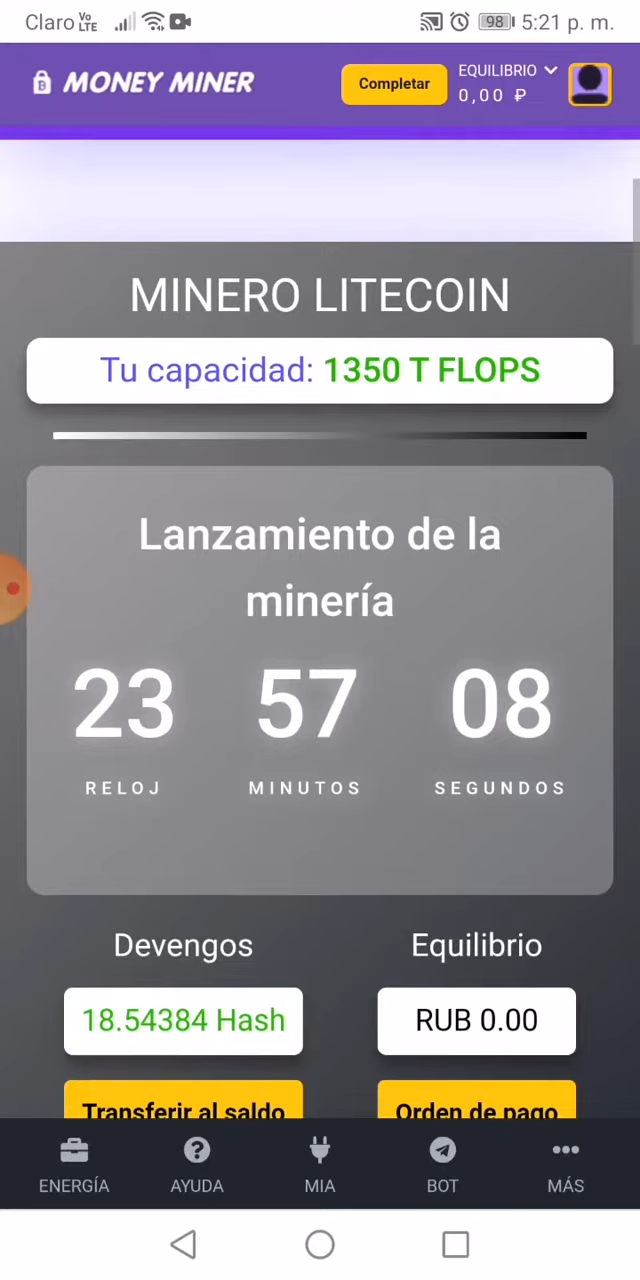 Claro Vo LTE 98 5:21 p. m.
MONEY MINER
Completar
EQUILIBRIO
0,00 ₽
MINERO LITECOIN
Tu capacidad: 1350 T FLOPS
Lanzamiento de la
minería
23 57 08
RELOJ MINUTOS SEGUNDOS
Devengos Equilibrio
18.54384 Hash RUB 0.00
Transferir al saldo Orden de pago
ENERGÍA AYUDA MIA BOT MÁS